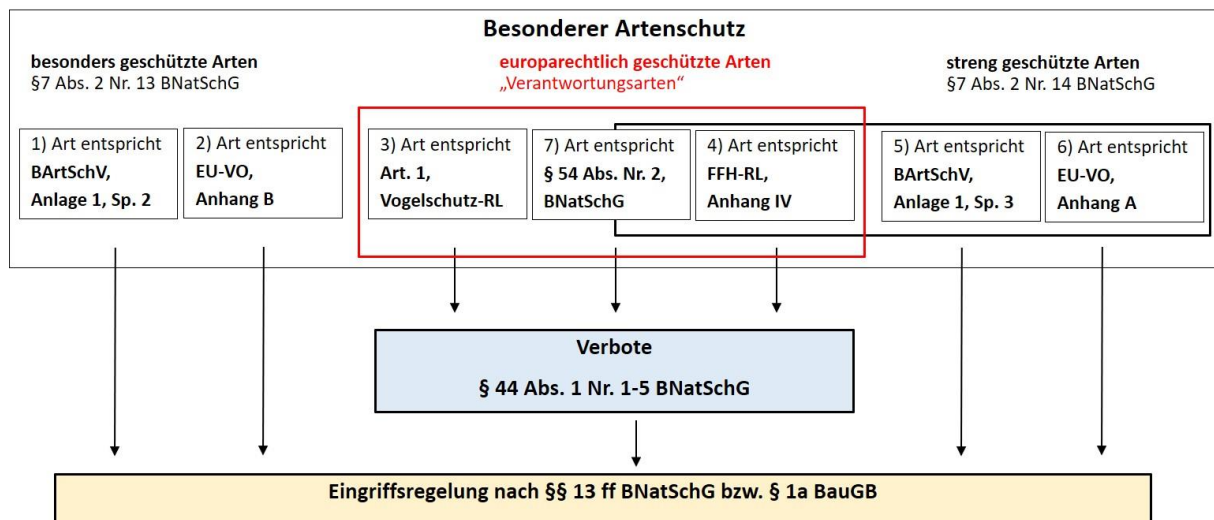 Besonderer Artenschutz
besonders geschützte Arten
§7 Abs. 2 Nr. 13 BNatSchG
europarechtlich geschützte Arten
„Verantwortungsarten“
streng geschützte Arten
§7 Abs. 2 Nr. 14 BNatSchG
1) Art entspricht
BArtSchV,
Anlage 1, Sp. 2
2) Art entspricht
EU-VO,
Anhang B
3) Art entspricht
Art. 1,
Vogelschutz-RL
7) Art entspricht
§ 54 Abs. Nr. 2,
BNatSchG
4) Art entspricht
FFH-RL,
Anhang IV
5) Art entspricht
BArtSchV,
Anlage 1, Sp. 3
6) Art entspricht
EU-VO,
Anhang A
Verbote
§ 44 Abs. 1 Nr. 1-5 BNatSchG
Eingriffsregelung nach §§ 13 ff BNatSchG bzw. § 1a BauGB